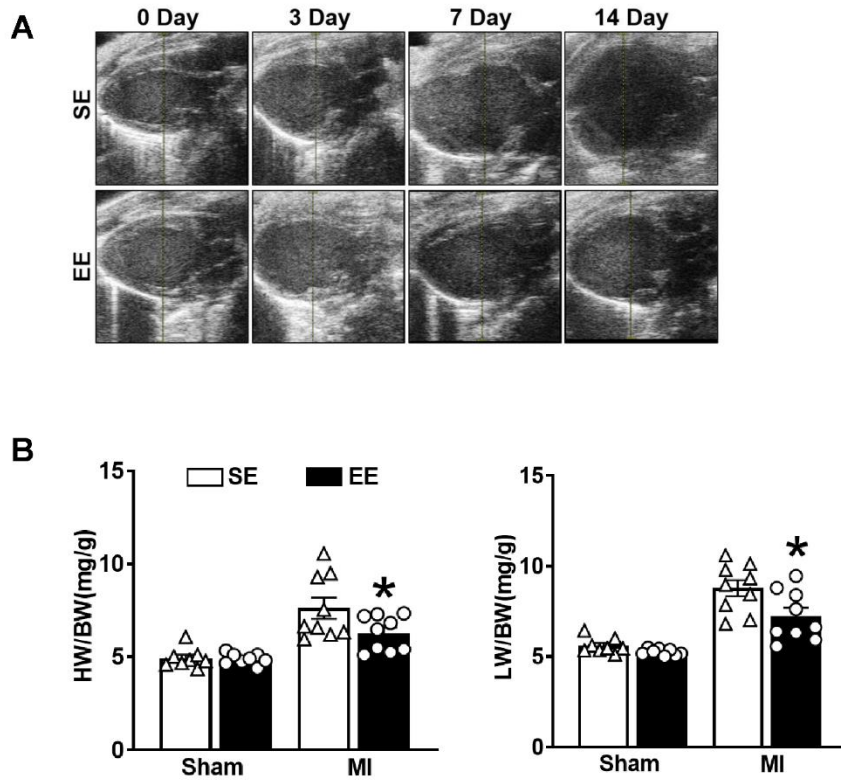 A
0 Day 3 Day 7 Day 14 Day
SE
EE
B
SE EE
HW/BW(mg/g)
15
10
5
0
*
Sham MI
LW/BW(mg/g)
15
10
5
0
*
Sham MI